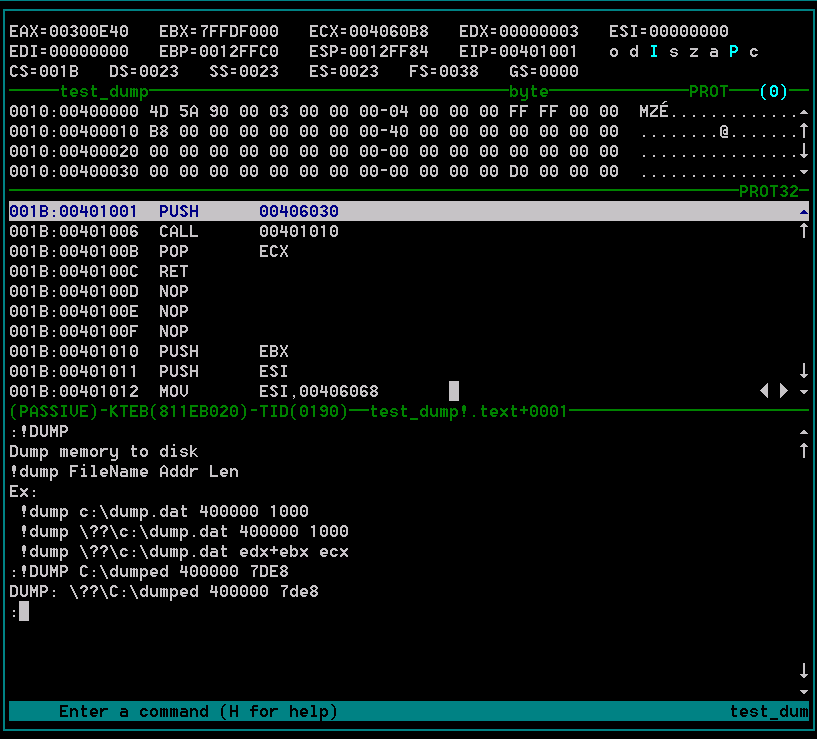 EAX=00300E40   EBX=7FFDF000   ECX=004060B8   EDX=00000003   ESI=00000000
EDI=00000000   EBP=0012FFC0   ESP=0012FF84   EIP=00401001   o d I s z a P c
CS=001B   DS=0023   SS=0023   ES=0023   FS=0038   GS=0000
test_dump byte PROT (0)
0010:00400000 4D 5A 90 00 03 00 00 00-04 00 00 00 FF FF 00 00  MZÉ.............
0010:00400010 B8 00 00 00 00 00 00 00-40 00 00 00 00 00 00 00  ........@.......
0010:00400020 00 00 00 00 00 00 00 00-00 00 00 00 00 00 00 00  ................
0010:00400030 00 00 00 00 00 00 00 00-00 00 00 00 D0 00 00 00  ................
PROT32
001B:00401001  PUSH      00406030
001B:00401006  CALL      00401010
001B:0040100B  POP       ECX
001B:0040100C  RET
001B:0040100D  NOP
001B:0040100E  NOP
001B:0040100F  NOP
001B:00401010  PUSH      EBX
001B:00401011  PUSH      ESI
001B:00401012  MOV       ESI,00406068
(PASSIVE)-KTEB(811EB020)-TID(0190)—test_dump!.text+0001
:!DUMP
Dump memory to disk
!dump FileName Addr Len
Ex:
 !dump c:\dump.dat 400000 1000
 !dump \??\c:\dump.dat 400000 1000
 !dump \??\c:\dump.dat edx+ebx ecx
:!DUMP C:\dumped 400000 7DE8
DUMP: \??\C:\dumped 400000 7de8
:
Enter a command (H for help) test_dum